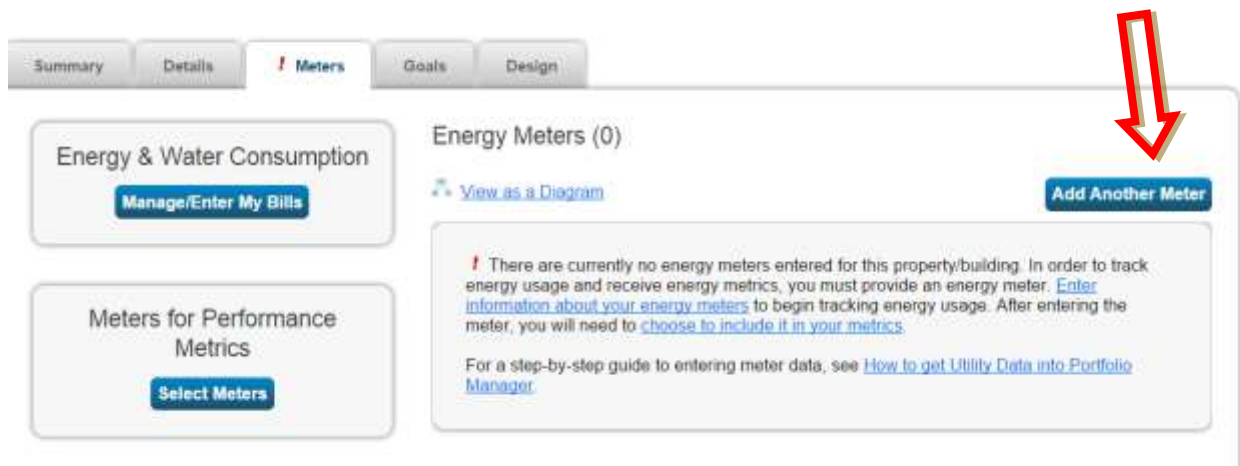 Summary Details ! Meters Goals Design
Energy & Water Consumption
Manage/Enter My Bills
Meters for Performance
Metrics
Select Meters
Energy Meters (0)
View as a Diagram
Add Another Meter
! There are currently no energy meters entered for this property/building. In order to track
energy usage and receive energy metrics, you must provide an energy meter. Enter
information about your energy meters to begin tracking energy usage. After entering the
meter, you will need to choose to include it in your metrics.
For a step-by-step guide to entering meter data, see How to get Utility Data into Portfolio
Manager.